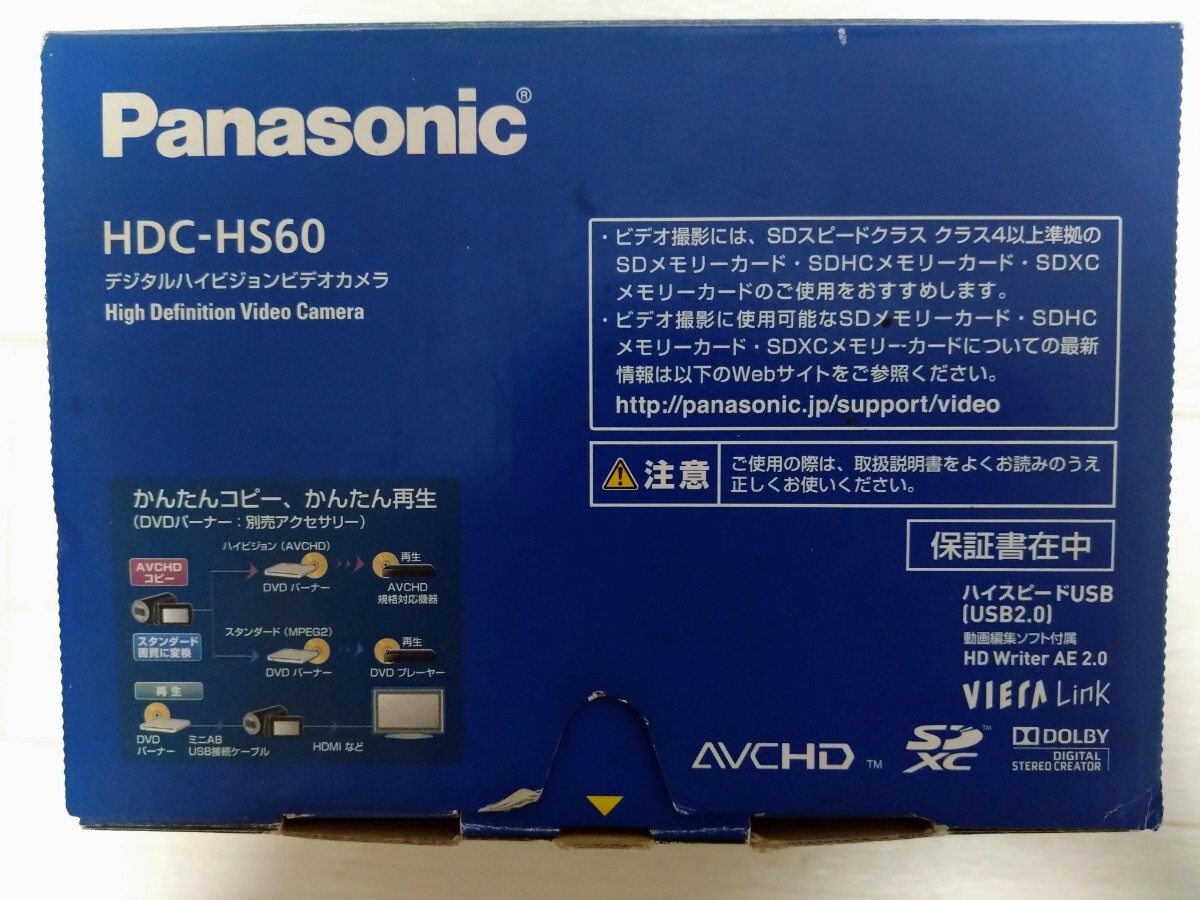 Panasonic®
HDC-HS60
デジタルハイビジョンビデオカメラ
High Definition Video Camera
・ビデオ撮影には、SDスピードクラス クラス4以上準拠の
SDメモリーカード・SDHCメモリーカード・SDXC
メモリーカードのご使用をおすすめします。
・ビデオ撮影に使用可能なSDメモリーカード・SDHC
メモリーカード・SDXCメモリーカードについての最新
情報は以下のWebサイトをご参照ください。
http://panasonic.jp/support/video
注意
ご使用の際は、取扱説明書をよくお読みのうえ
正しくお使いください。
保証書在中
ハイスピードUSB
(USB2.0)
動画編集ソフト付属
HD Writer AE 2.0
VIERA Link
AVCHD™
SD™
XC
DOLBY
DIGITAL
STEREO CREATOR
かんたんコピー、かんたん再生
(DVDバーナー：別売アクセサリー)
ハイビジョン(AVCHD)
AVCHD
コピー
DVD バーナー
再生
AVCHD
規格対応機器
スタンダード(MPEG2)
スタンダード
画質に変換
DVD バーナー
再生
DVD プレーヤー
再生
DVD
バーナー
ミニAB
USB接続ケーブル
HDMI など